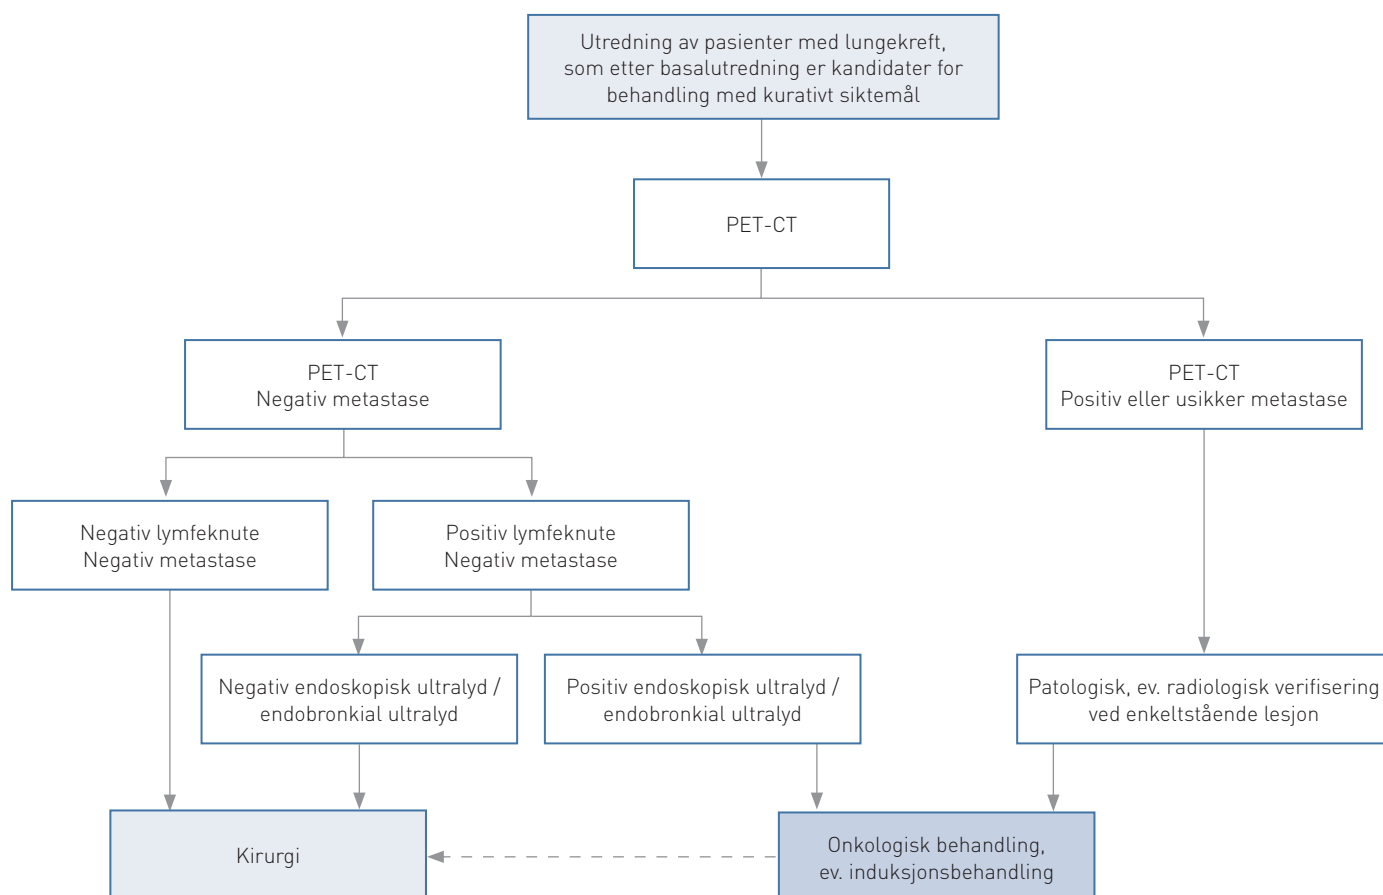 Utredning av pasienter med lungekreft,
som etter basalutredning er kandidater for
behandling med kurativt siktemål
PET-CT
PET-CT
Negativ metastase
PET-CT
Positiv eller usikker metastase
Negativ lymfeknute
Negativ metastase
Positiv lymfeknute
Negativ metastase
Negativ endoskopisk ultralyd /
endobronkial ultralyd
Positiv endoskopisk ultralyd /
endobronkial ultralyd
Patologisk, ev. radiologisk verifisering
ved enkeltstående lesjon
Kirurgi
Onkologisk behandling,
ev. induksjonsbehandling